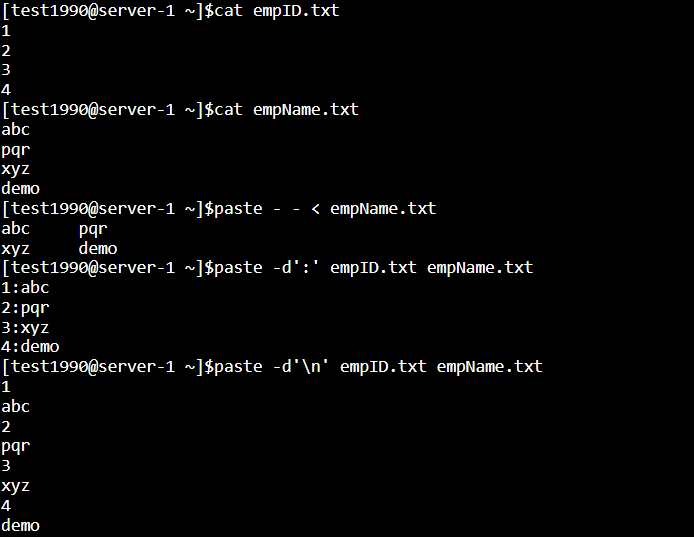 [test1990@server-1 ~]$cat empID.txt
1
2
3
4
[test1990@server-1 ~]$cat empName.txt
abc
pqr
xyz
demo
[test1990@server-1 ~]$paste - - < empName.txt
abc     pqr
xyz     demo
[test1990@server-1 ~]$paste -d':' empID.txt empName.txt
1:abc
2:pqr
3:xyz
4:demo
[test1990@server-1 ~]$paste -d'\n' empID.txt empName.txt
1
abc
2
pqr
3
xyz
4
demo